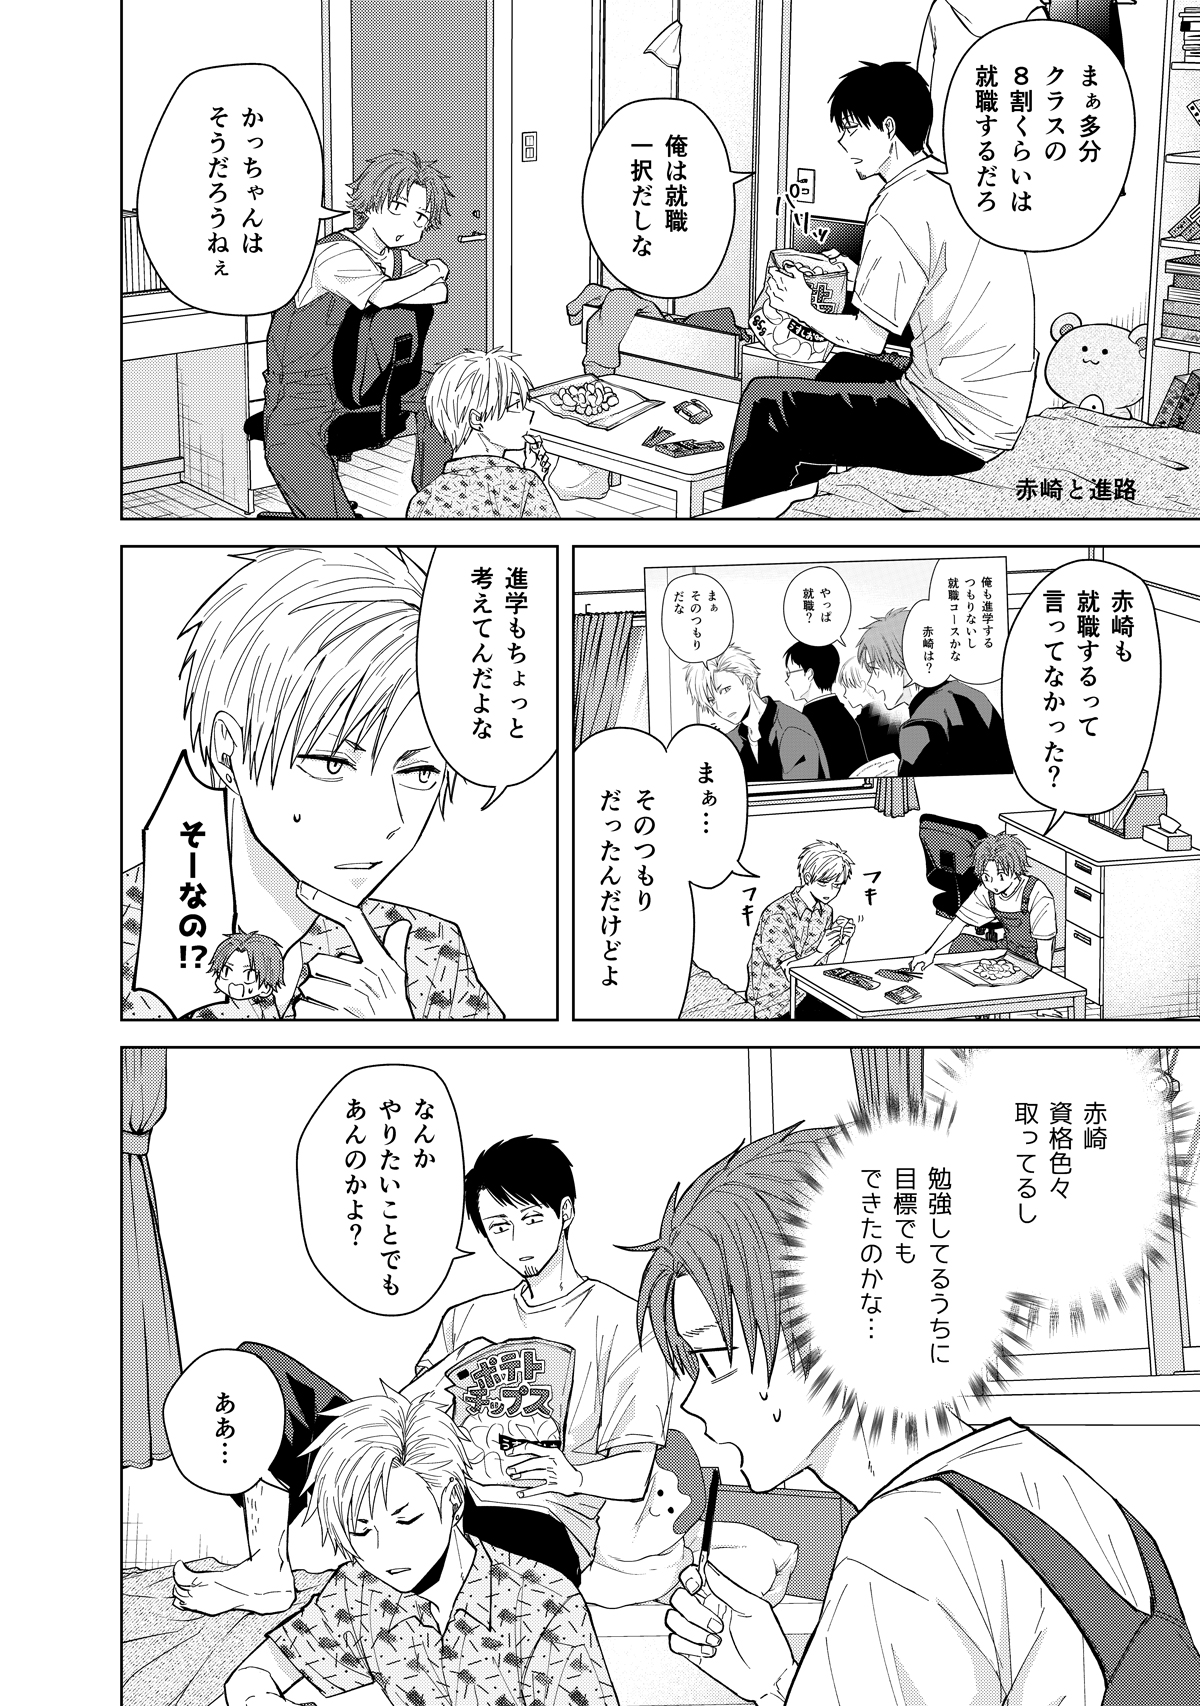 まぁ多分
クラスの
8割くらいは
就職するだろ
パリッ
俺は就職
一択だしな
かっちゃんは
そうだろうねぇ
赤崎と進路
赤崎も
就職するって
言ってなかった?
俺も進学する
つもりないし
就職コースかな
赤崎は?
やっぱ
就職?
まぁ
そのつもり
だな
まぁ…
そのつもり
だったんだけどよ
フキ
フキ
進学もちょっと
考えてんだよな
そーなの!?
赤崎
資格色々
取ってるし
勉強してるうちに
目標でも
できたのかな…
なんか
やりたいことでも
あんのかよ?
ポテト
チップス
ああ…